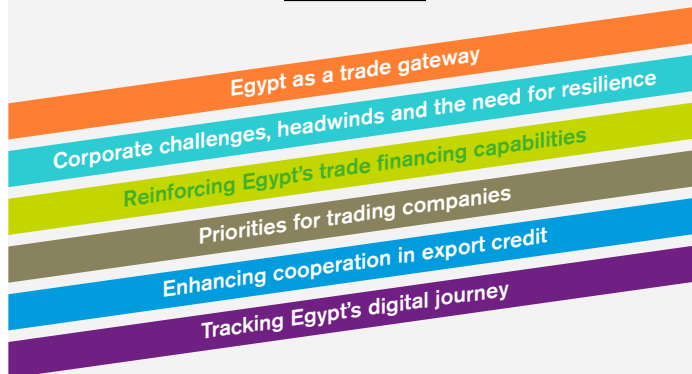 Egypt as a trade gateway
Corporate challenges, headwinds and the need for resilience
Reinforcing Egypt's trade financing capabilities
Priorities for trading companies
Enhancing cooperation in export credit
Tracking Egypt's digital journey